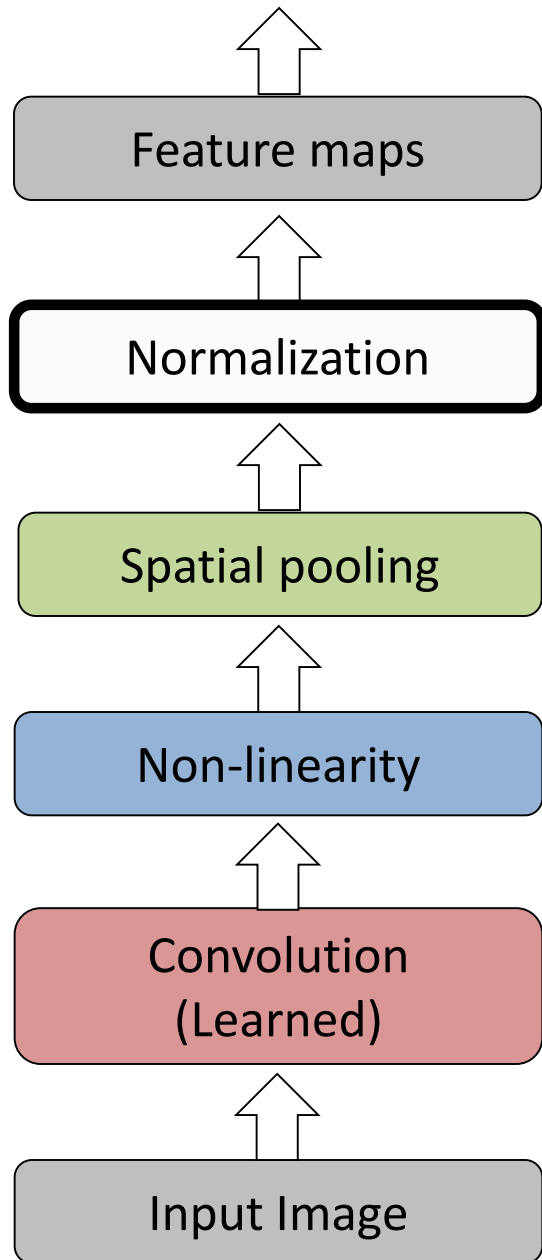 Feature maps
Normalization
Spatial pooling
Non-linearity
Convolution
(Learned)
Input Image